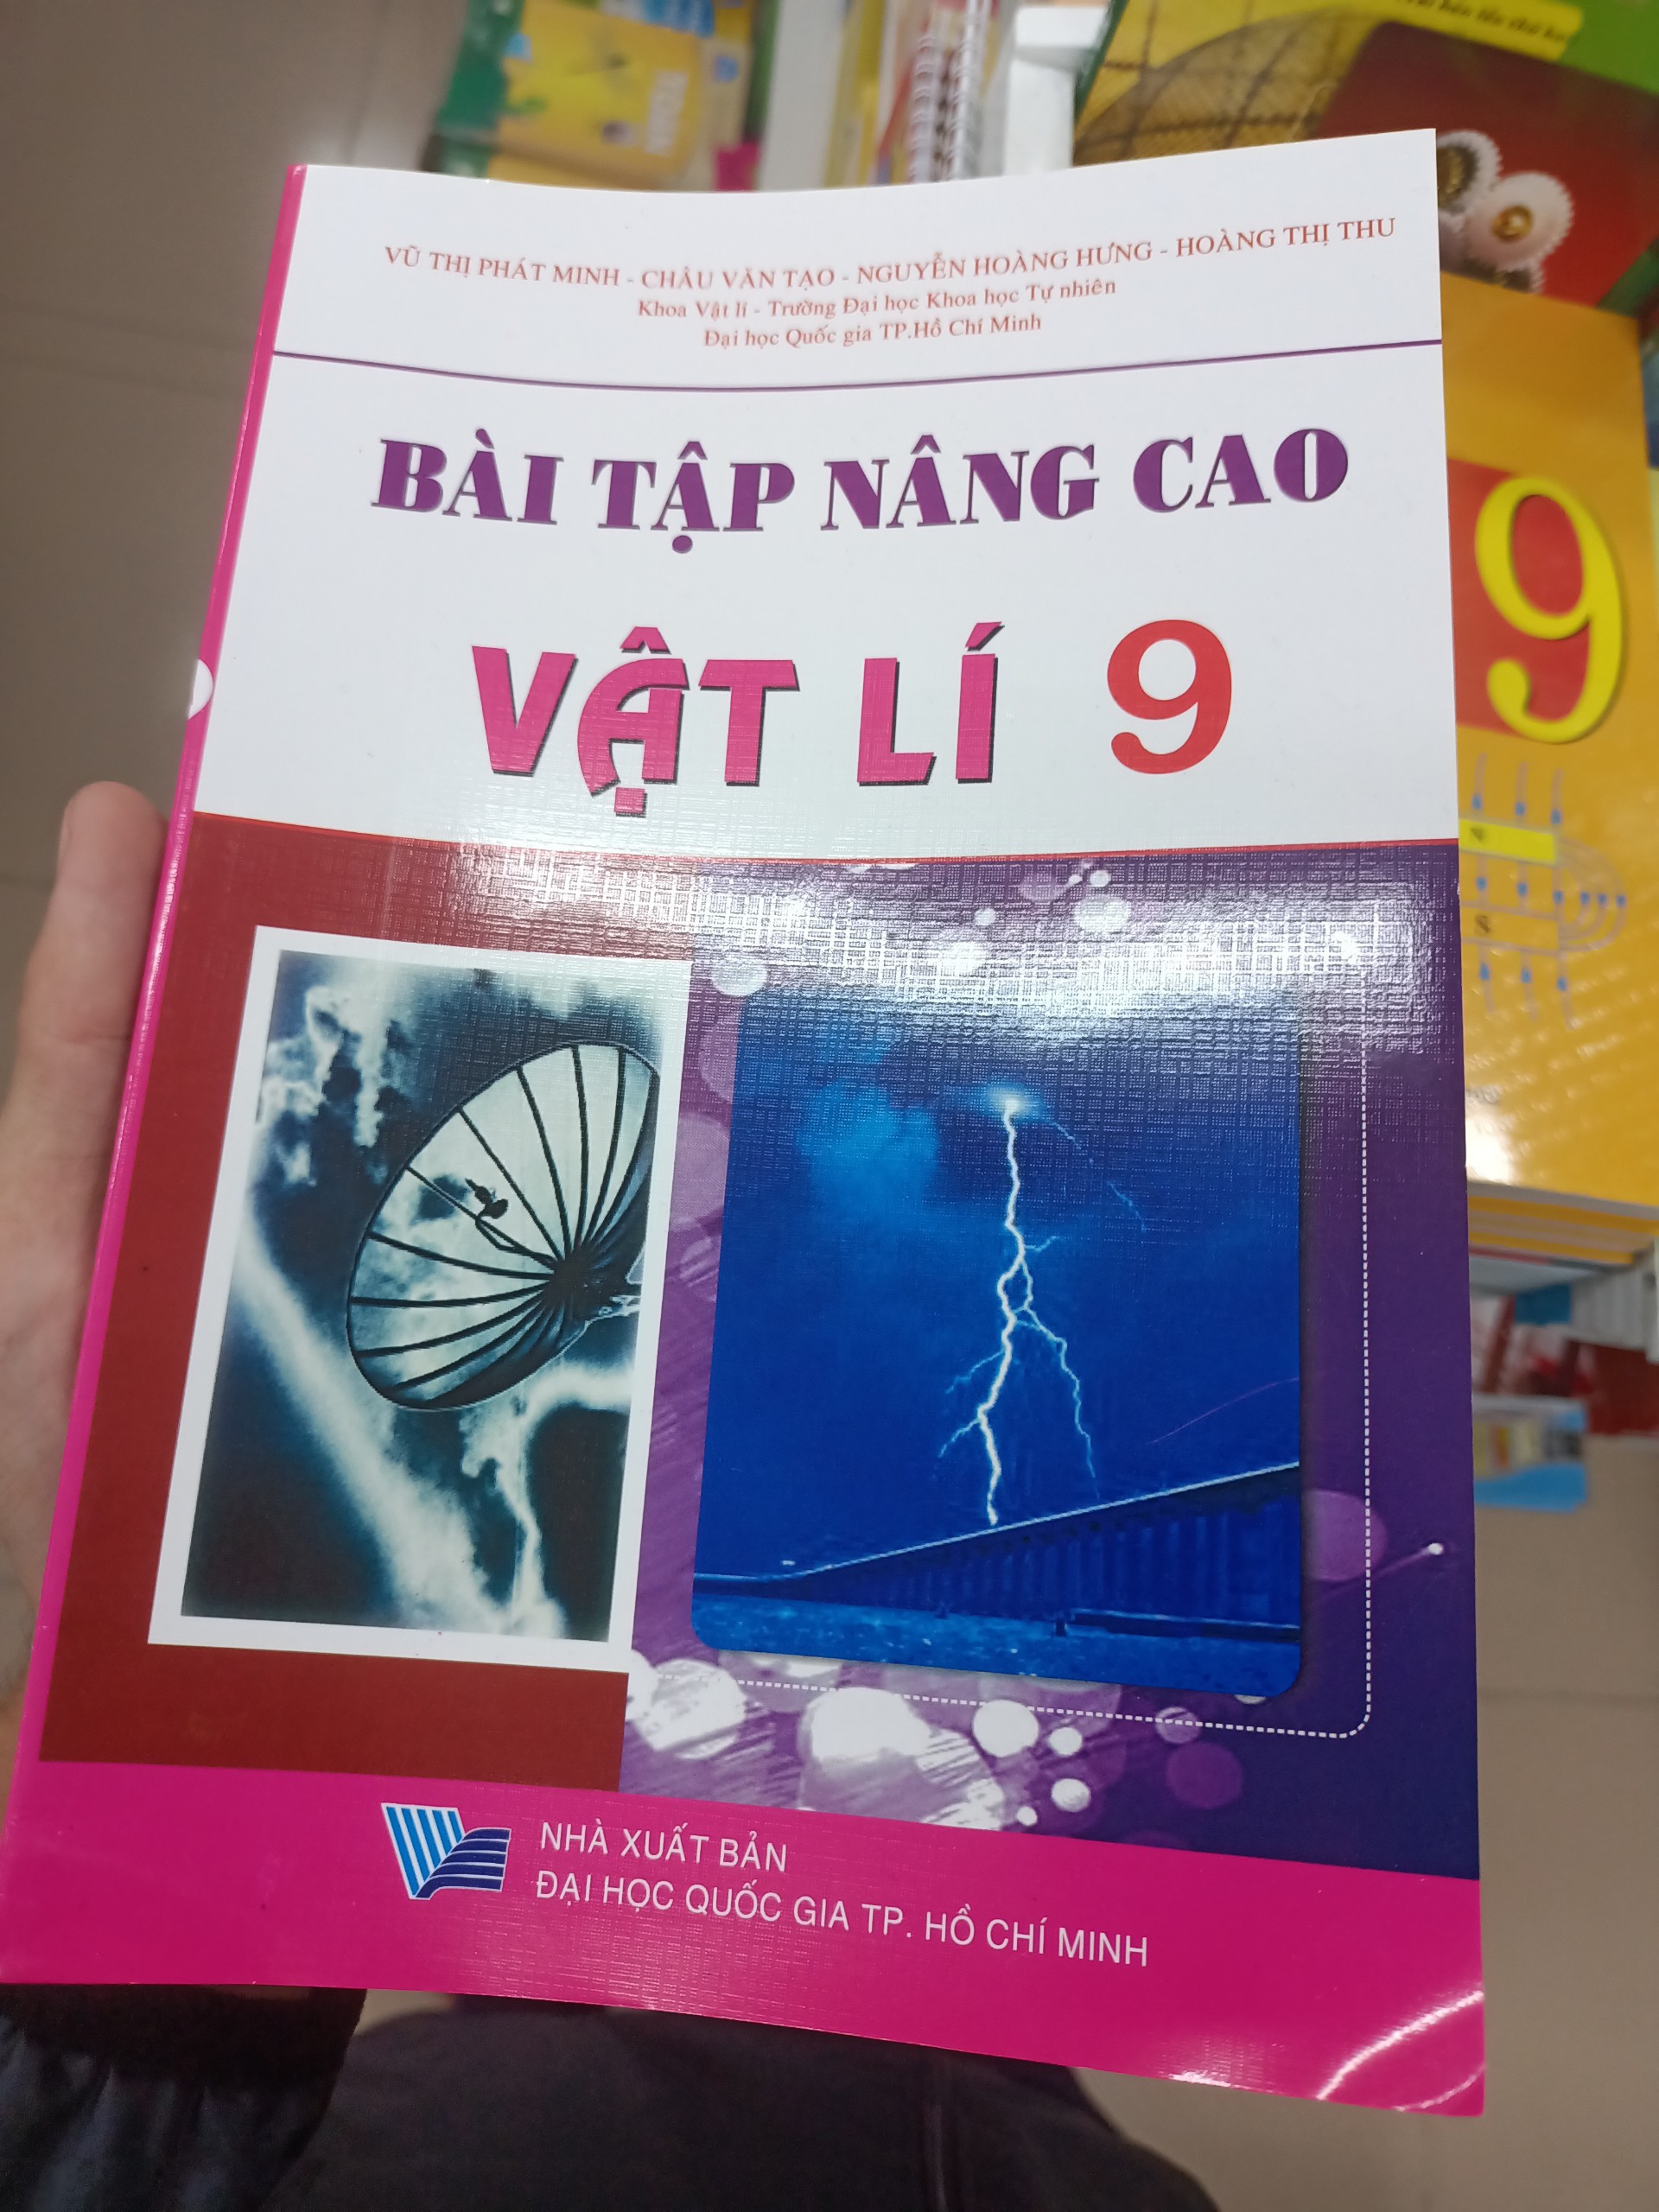 VŨ THỊ PHÁT MINH - CHÂU VĂN TẠO - NGUYỄN HOÀNG HƯNG - HOÀNG THỊ THU
Khoa Vật lí - Trường Đại học Khoa học Tự nhiên
Đại học Quốc gia TP.Hồ Chí Minh
BÀI TẬP NÂNG CAO
VẬT LÍ 9
NHÀ XUẤT BẢN
ĐẠI HỌC QUỐC GIA TP. HỒ CHÍ MINH
9
S